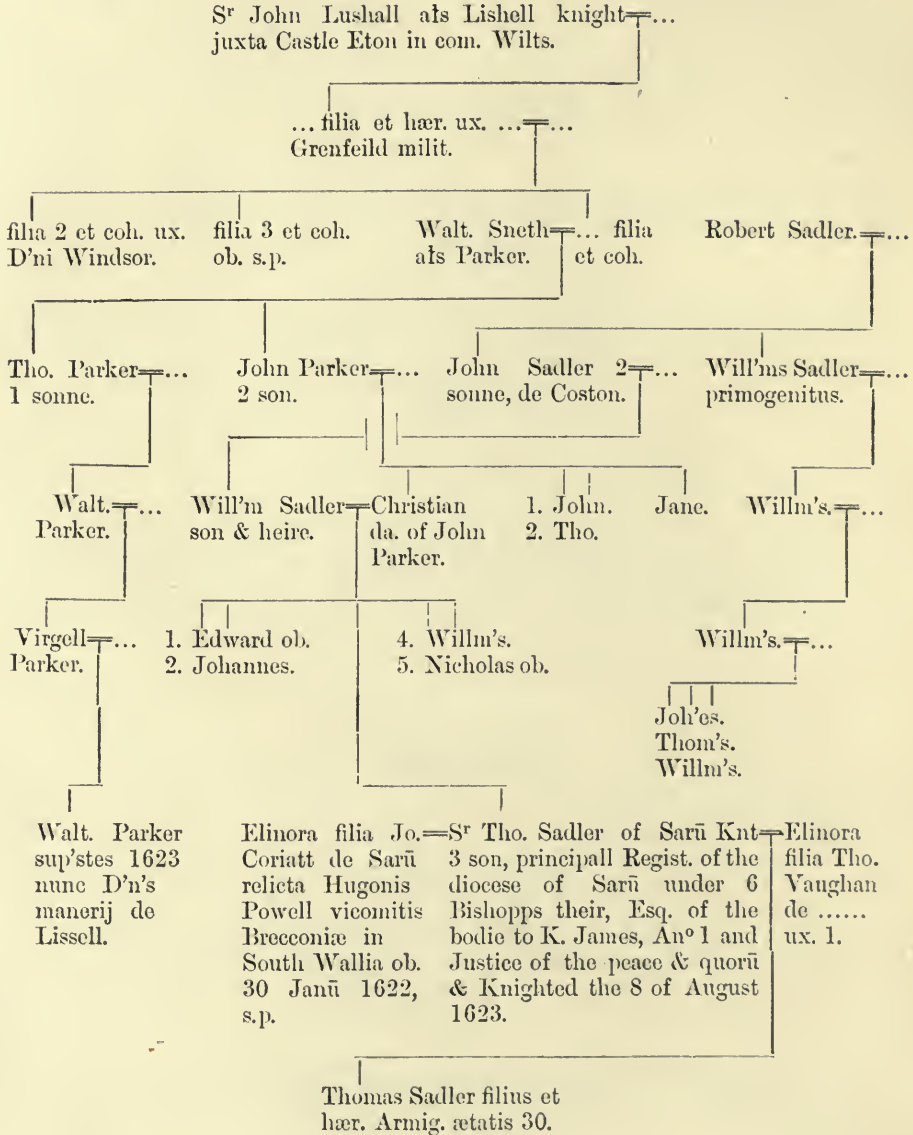 Sʳ John Lushall ał̄s Lishell knight=...
juxta Castle Eton in com. Wilts.
... filia et hær. ux. ...=...
Grenfeild milit.
filia 2 et coh. ux.
D'ni Windsor.
filia 3 et coh.
ob. s.p.
Walt. Sneth=... filia
ał̄s Parker. et coh.
Robert Sadler.=...
Tho. Parker=...
1 sonne.
John Parker=...
2 son.
John Sadler 2=...
sonne, de Coston.
Will'ms Sadler=...
primogenitus.
Walt.=...
Parker.
Will'm Sadler=Christian
son & heire.
da. of John
Parker.
1. John.
2. Tho.
Jane.
Willm's.=...
Virgell=...
Parker.
1. Edward ob.
2. Johannes.
4. Willm's.
5. Nicholas ob.
Willm's.=...
Joh'es.
Thom's.
Willm's.
Walt. Parker
sup'stes 1623
nunc D'n's
manerij de
Lissell.
Elinora filia Jo.=
Coriatt de Sarū
relicta Hugonis
Powell vicomitis
Brecconiæ in
South Wallia ob.
30 Janū 1622,
s.p.
Sʳ Tho. Sadler of Sarū Knt=
3 son, principall Regist. of the
diocese of Sarū under 6
Bishopps their, Esq. of the
bodie to K. James, Anº 1 and
Justice of the peace & quorū
& Knighted the 8 of August
1623.
Elinora
filia Tho.
Vaughan
de ......
ux. 1.
Thomas Sadler filius et
hær. Armig. ætatis 30.